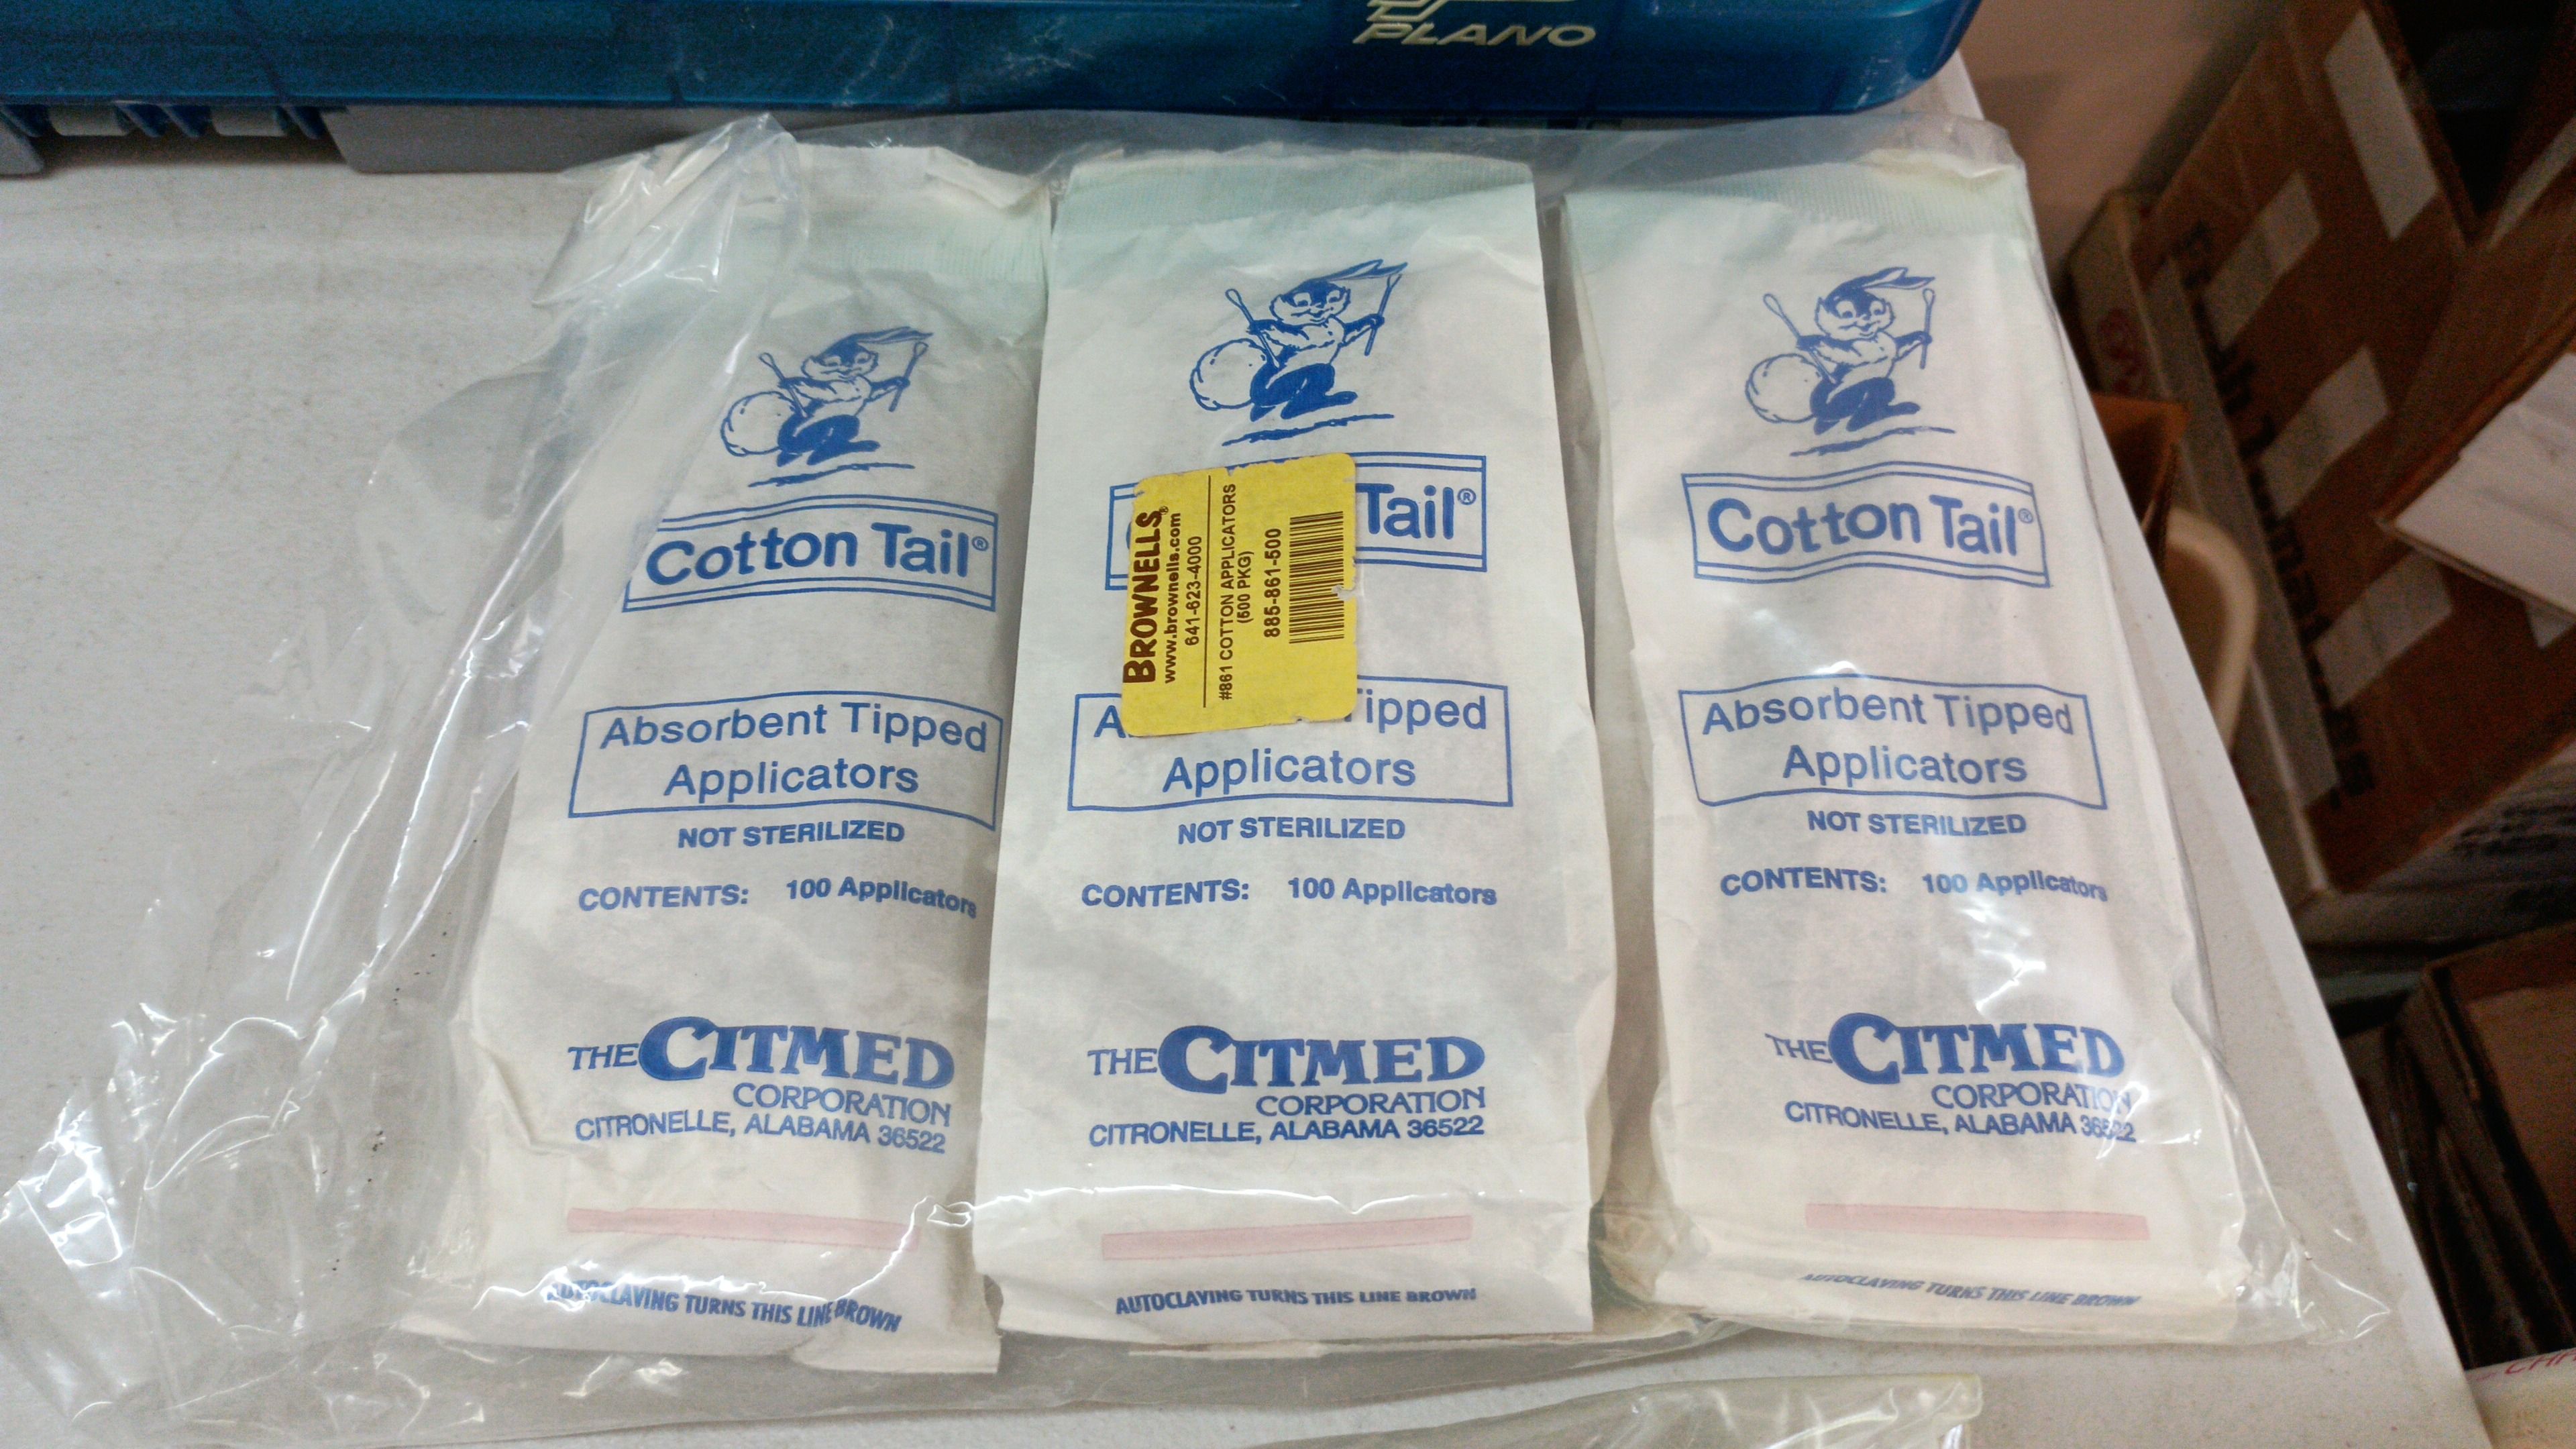 PLANO
Cotton Tail®
Absorbent Tipped
Applicators
NOT STERILIZED
CONTENTS: 100 Applicators
THE CITMED
CORPORATION
CITRONELLE, ALABAMA 36522
AUTOCLAVING TURNS THIS LINE BROWN
Tail®
BROWNELLS®
www.brownells.com
641-623-4000
#861 COTTON APPLICATORS
(500 PKG)
885-861-500
A ipped
Applicators
NOT STERILIZED
CONTENTS: 100 Applicators
THE CITMED
CORPORATION
CITRONELLE, ALABAMA 36522
AUTOCLAVING TURNS THIS LINE BROWN
Cotton Tail®
Absorbent Tipped
Applicators
NOT STERILIZED
CONTENTS: 100 Applicators
THE CITMED
CORPORATION
CITRONELLE, ALABAMA 36522
AUTOCLAVING TURNS THIS LINE BROWN